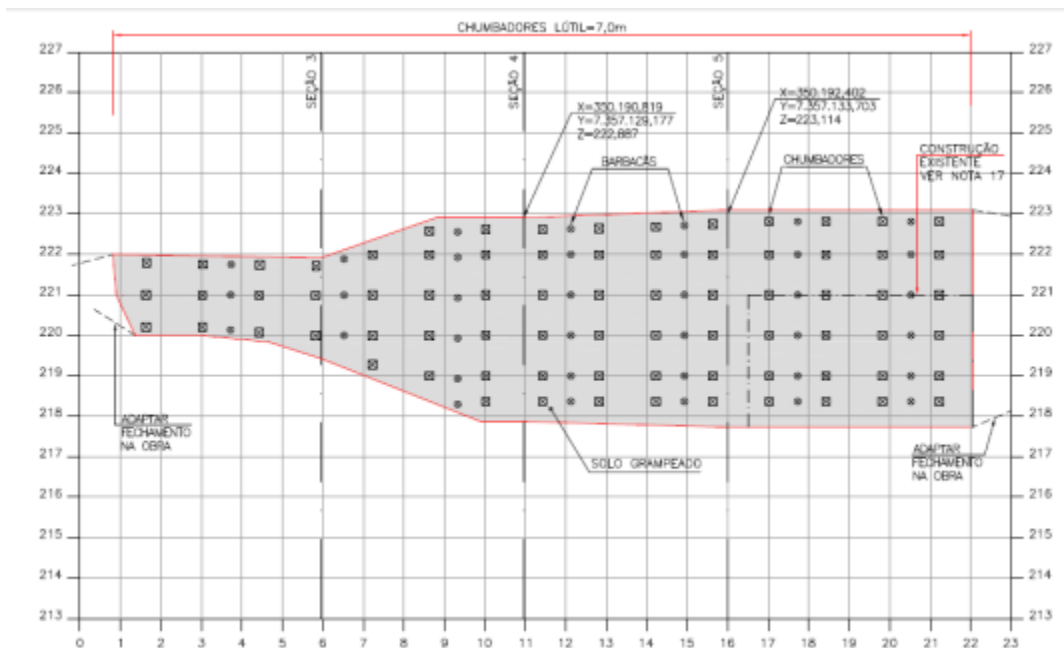 CHUMBADORES LÚTIL=7,0m
227
227
226
226
225
225
224
224
223
223
222
222
221
221
220
220
219
219
218
218
217
217
216
216
215
215
214
214
213
213
SEÇÃO 3
SEÇÃO 4
SEÇÃO 5
X=350.190,819
Y=7.357.129,177
Z=222,887
BARBACÃS
X=350.192,402
Y=7.357.133,703
Z=223,114
CHUMBADORES
CONSTRUÇÃO
EXISTENTE
VER NOTA 17
ADAPTAR
FECHAMENTO
NA OBRA
SOLO GRAMPEADO
ADAPTAR
FECHAMENTO
NA OBRA
0 1 2 3 4 5 6 7 8 9 10 11 12 13 14 15 16 17 18 19 20 21 22 23